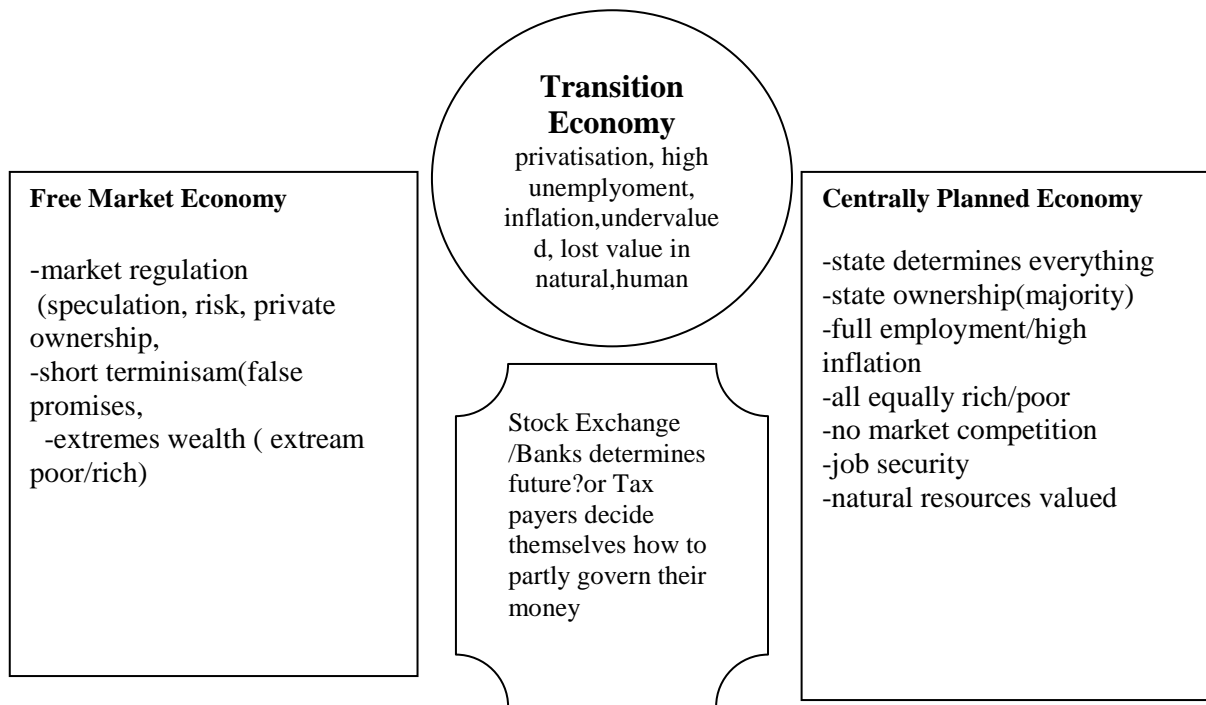 Transition
Economy
privatisation, high
unemplyoment,
inflation,undervalue
d, lost value in
natural,human
Free Market Economy
-market regulation
(speculation, risk, private
ownership,
-short terminisam(false
promises,
-extremes wealth ( extream
poor/rich)
Stock Exchange
/Banks determines
future?or Tax
payers decide
themselves how to
partly govern their
money
Centrally Planned Economy
-state determines everything
-state ownership(majority)
-full employment/high
inflation
-all equally rich/poor
-no market competition
-job security
-natural resources valued